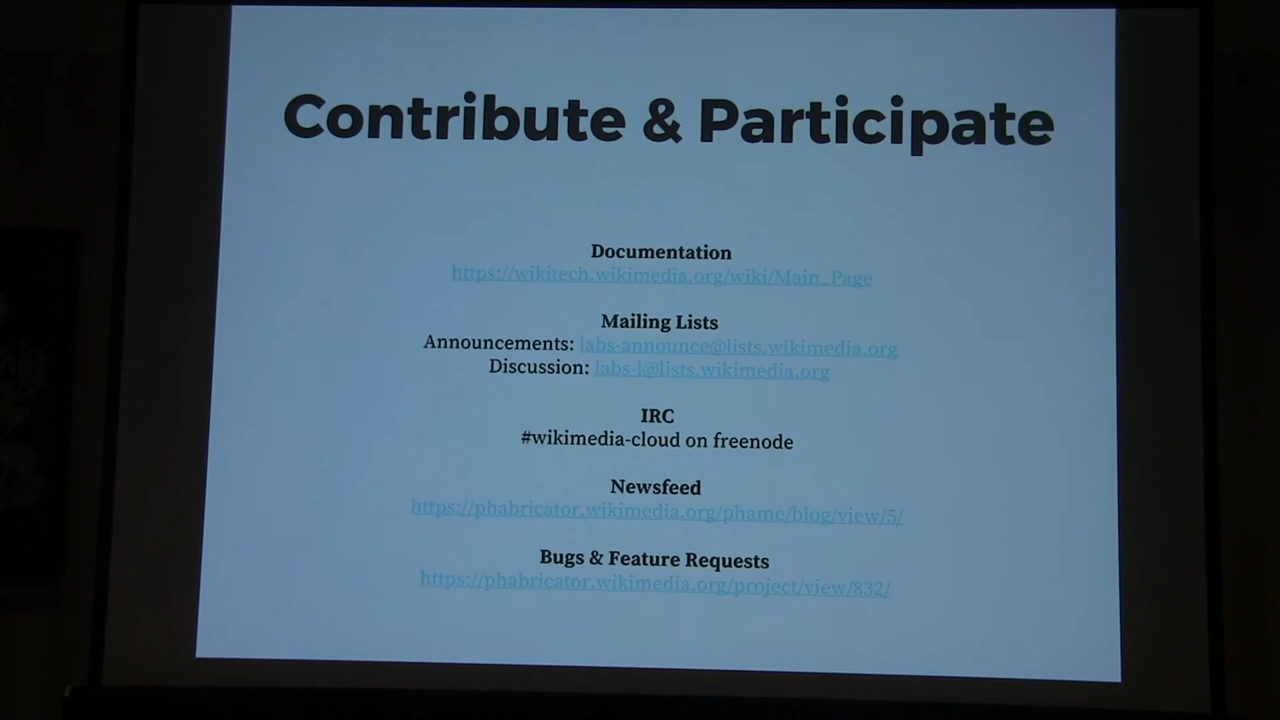 Contribute & Participate
Documentation
https://wikitech.wikimedia.org/wiki/Main_Page
Mailing Lists
Announcements: labs-announce@lists.wikimedia.org
Discussion: labs-l@lists.wikimedia.org
IRC
#wikimedia-cloud on freenode
Newsfeed
https://phabricator.wikimedia.org/phame/blog/view/5/
Bugs & Feature Requests
https://phabricator.wikimedia.org/project/view/832/